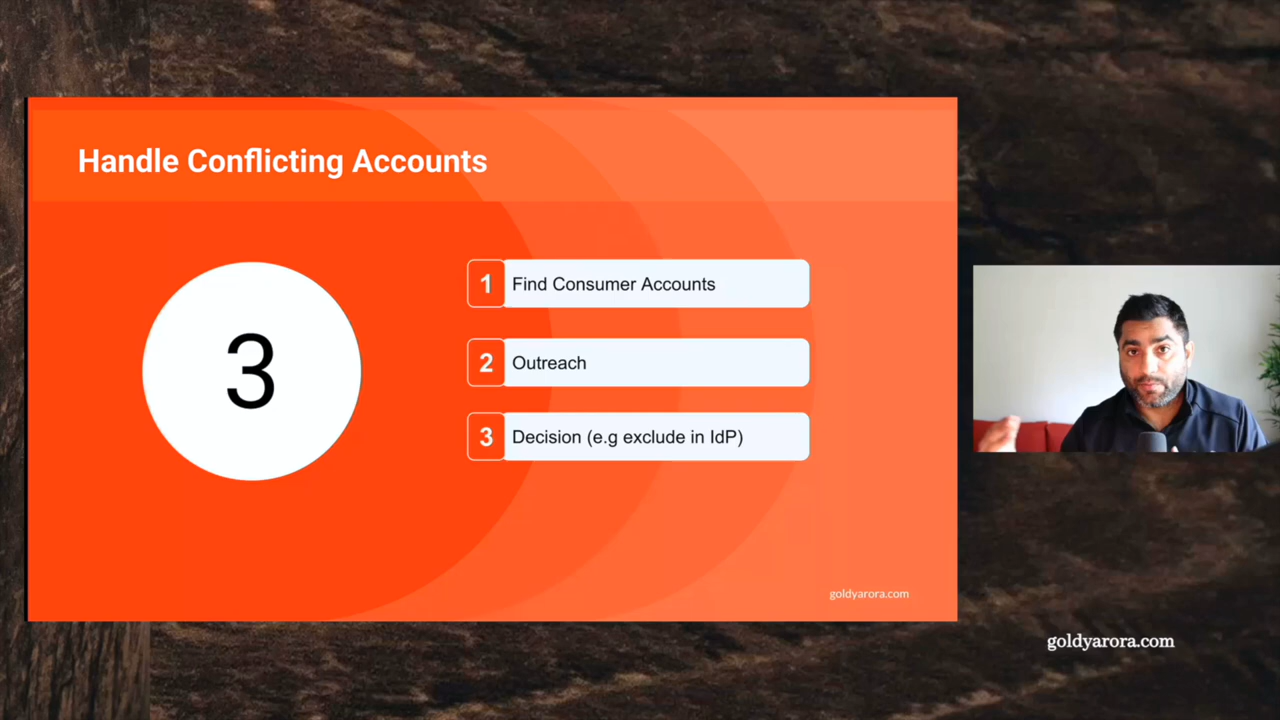 Handle Conflicting Accounts
3
1 Find Consumer Accounts
2 Outreach
3 Decision (e.g exclude in IdP)
goldyarora.com
goldyarora.com